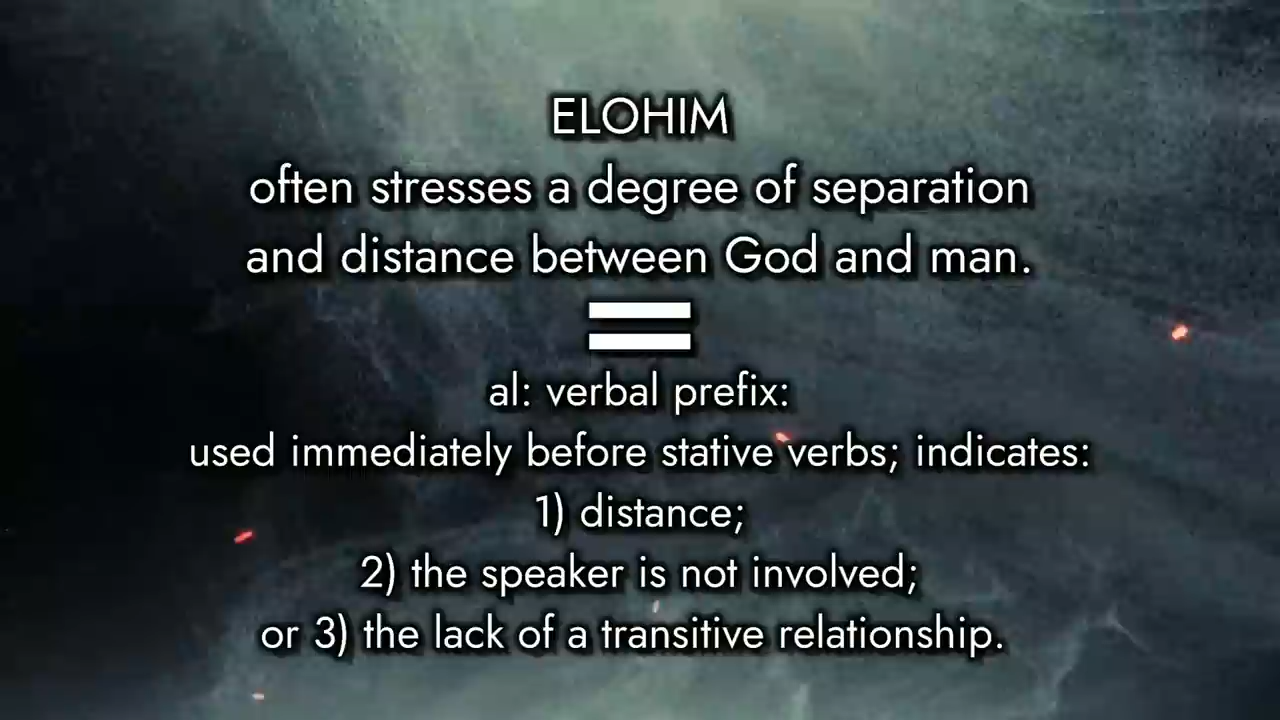 ELOHIM
often stresses a degree of separation
and distance between God and man.
=
al: verbal prefix:
used immediately before stative verbs; indicates:
1) distance;
2) the speaker is not involved;
or 3) the lack of a transitive relationship.